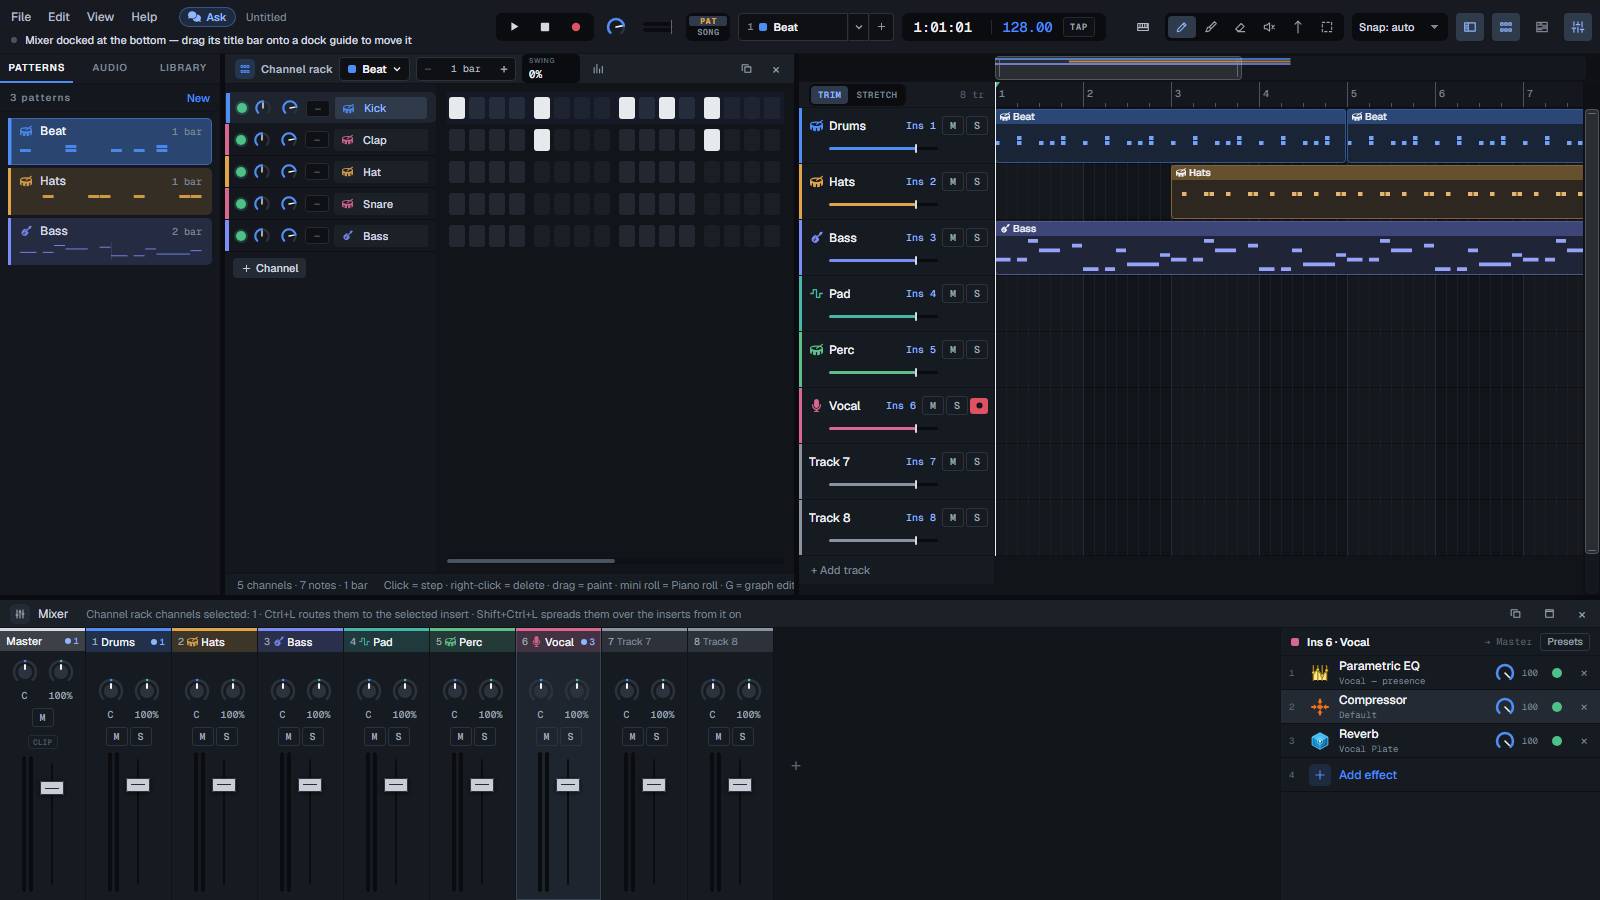 File Edit View Help Ask Untitled
Mixer docked at the bottom — drag its title bar onto a dock guide to move it
PAT
SONG
1 Beat
1:01:01 128.00 TAP
Snap: auto
PATTERNS AUDIO LIBRARY
3 patterns New
Beat 1 bar
Hats 1 bar
Bass 2 bar
Channel rack Beat − 1 bar +
SWING
0%
Kick
Clap
Hat
Snare
Bass
+ Channel
5 channels · 7 notes · 1 bar Click = step · right-click = delete · drag = paint · mini roll = Piano roll · G = graph edit
TRIM STRETCH 8 tr
1 2 3 4 5 6 7
Drums Ins 1 M S
Hats Ins 2 M S
Bass Ins 3 M S
Pad Ins 4 M S
Perc Ins 5 M S
Vocal Ins 6 M S
Track 7 Ins 7 M S
Track 8 Ins 8 M S
+ Add track
Beat Beat
Hats
Bass
Mixer Channel rack channels selected: 1 · Ctrl+L routes them to the selected insert · Shift+Ctrl+L spreads them over the inserts from it on
Master 1 1 Drums 1 2 Hats 3 Bass 4 Pad 5 Perc 6 Vocal 3 7 Track 7 8 Track 8
C 100% C 100% C 100% C 100% C 100% C 100% C 100% C 100% C 100%
M M S M S M S M S M S M S M S M S
CLIP
Ins 6 · Vocal → Master Presets
1 Parametric EQ 100
Vocal — presence
2 Compressor 100
Default
3 Reverb 100
Vocal Plate
4 + Add effect